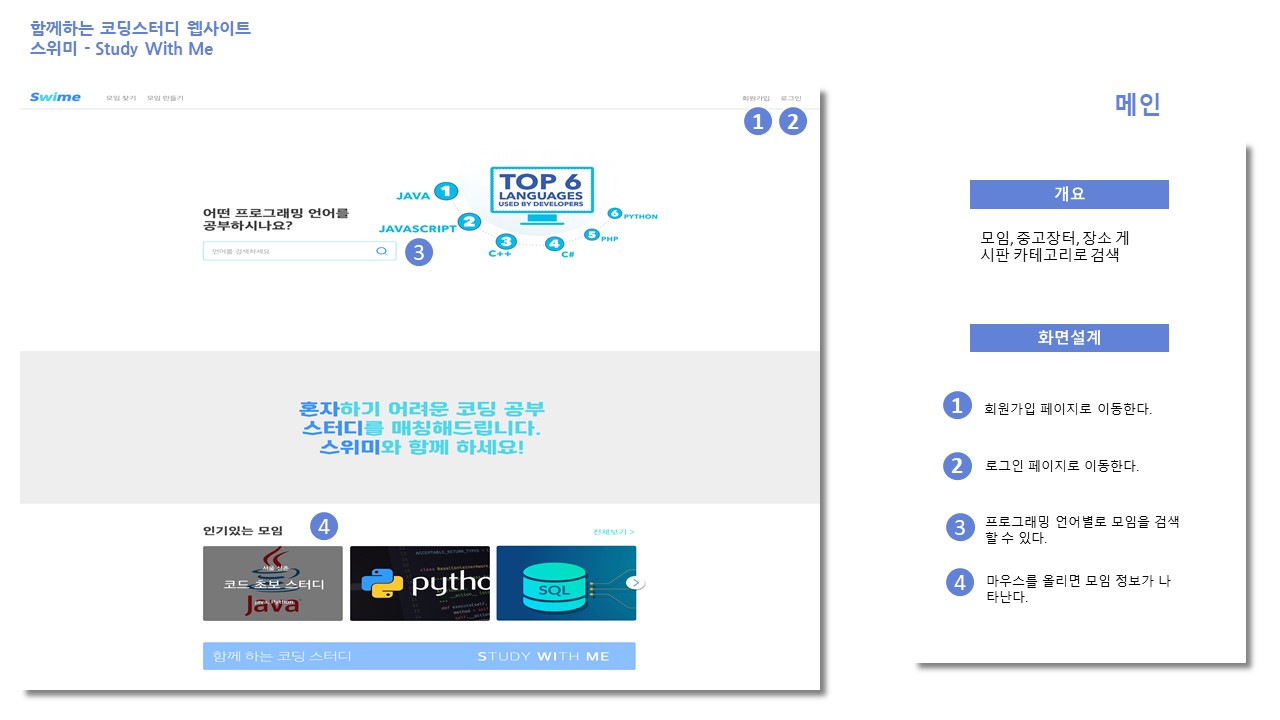 함께하는 코딩스터디 웹사이트
스위미 - Study With Me
Swime 모임 찾기 모임 만들기 회원가입 로그인
1 2
어떤 프로그래밍 언어를
공부하시나요?
언어를 검색하세요
3
TOP 6
LANGUAGES
USED BY DEVELOPERS
JAVA 1
JAVASCRIPT 2
3 C++
4 C#
5 PHP
6 PYTHON
혼자하기 어려운 코딩 공부
스터디를 매칭해드립니다.
스위미와 함께 하세요!
인기있는 모임 4 전체보기 >
서울 신촌
코드 초보 스터디
Java, Python
Java
pytho
SQL
함께 하는 코딩 스터디 STUDY WITH ME
메인
개요
모임, 중고장터, 장소 게
시판 카테고리로 검색
화면설계
1 회원가입 페이지로 이동한다.
2 로그인 페이지로 이동한다.
3 프로그래밍 언어별로 모임을 검색
할 수 있다.
4 마우스를 올리면 모임 정보가 나
타난다.